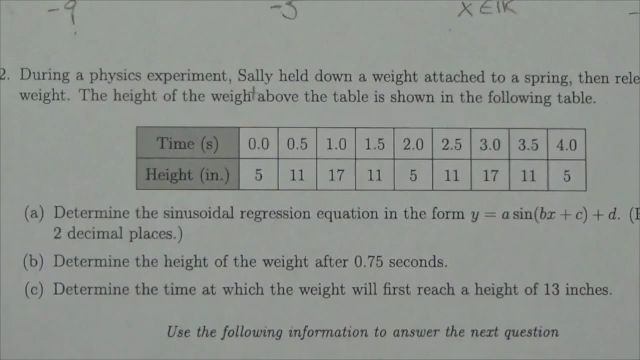 -9 -5 x∈ℝ
2. During a physics experiment, Sally held down a weight attached to a spring, then rele
weight. The height of the weight above the table is shown in the following table.
Time (s) 0.0 0.5 1.0 1.5 2.0 2.5 3.0 3.5 4.0
Height (in.) 5 11 17 11 5 11 17 11 5
(a) Determine the sinusoidal regression equation in the form y = a sin(bx + c) + d. (
2 decimal places.)
(b) Determine the height of the weight after 0.75 seconds.
(c) Determine the time at which the weight will first reach a height of 13 inches.
Use the following information to answer the next question